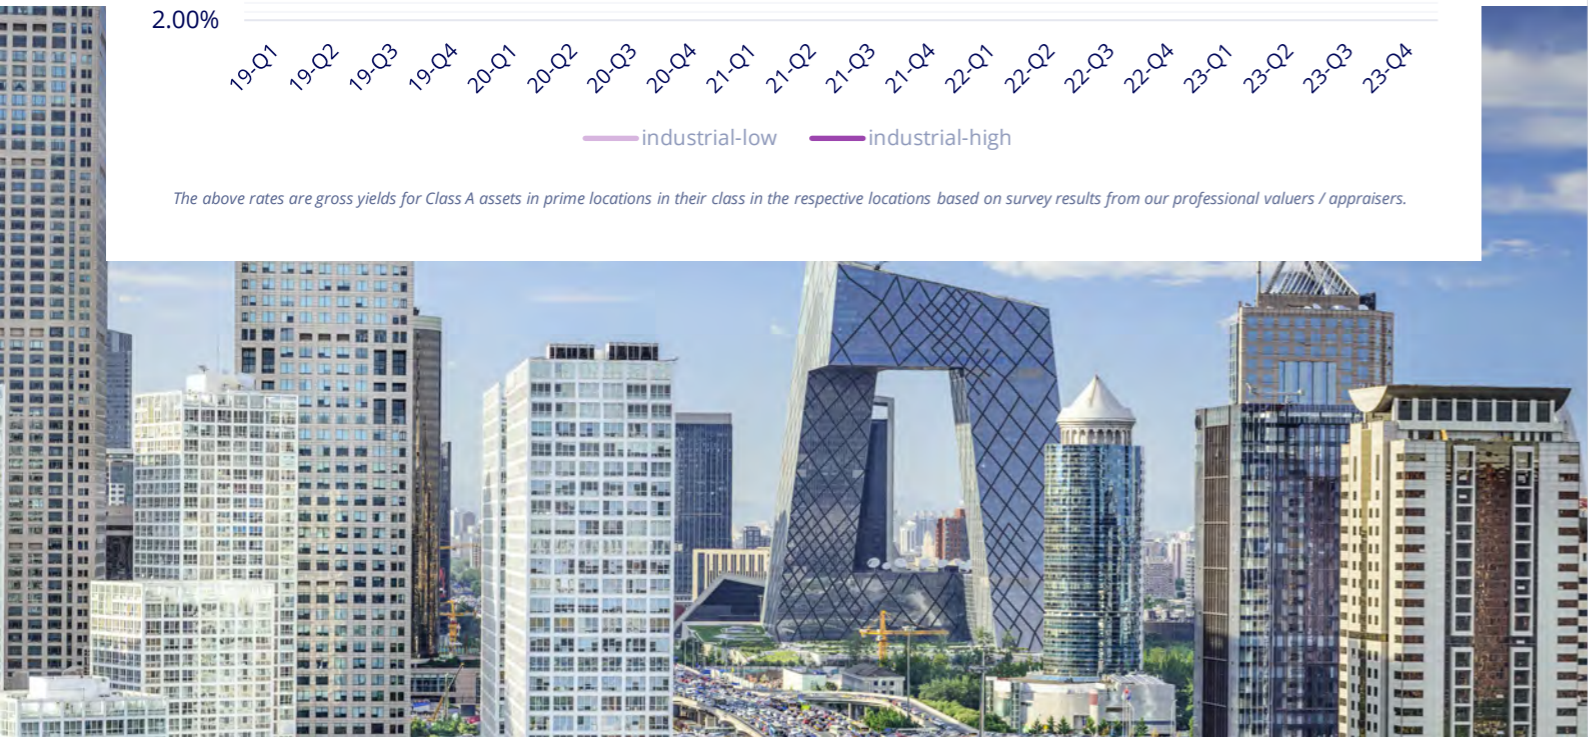 2.00%
19-Q1 19-Q2 19-Q3 19-Q4 20-Q1 20-Q2 20-Q3 20-Q4 21-Q1 21-Q2 21-Q3 21-Q4 22-Q1 22-Q2 22-Q3 22-Q4 23-Q1 23-Q2 23-Q3 23-Q4
industrial-low industrial-high
The above rates are gross yields for Class A assets in prime locations in their class in the respective locations based on survey results from our professional valuers / appraisers.